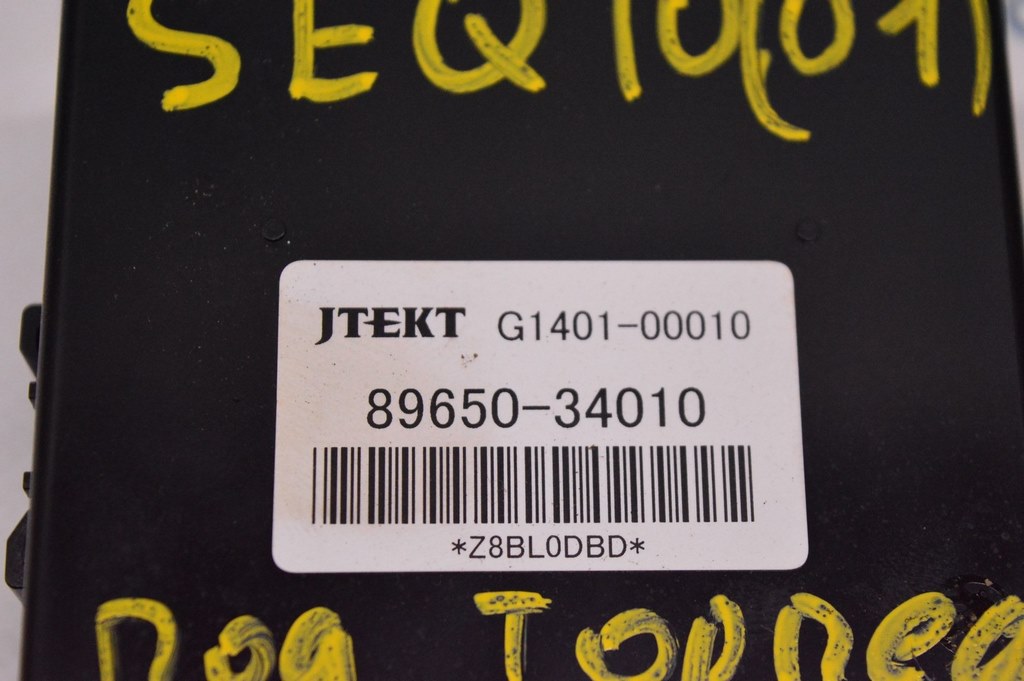 SEQ10(01)
JTEKT G1401-00010
89650-34010
*Z8BL0DBD*